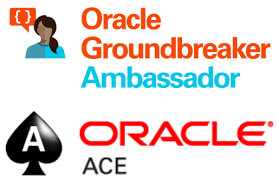 Oracle
Groundbreaker
Ambassador
A
ORACLE®
ACE